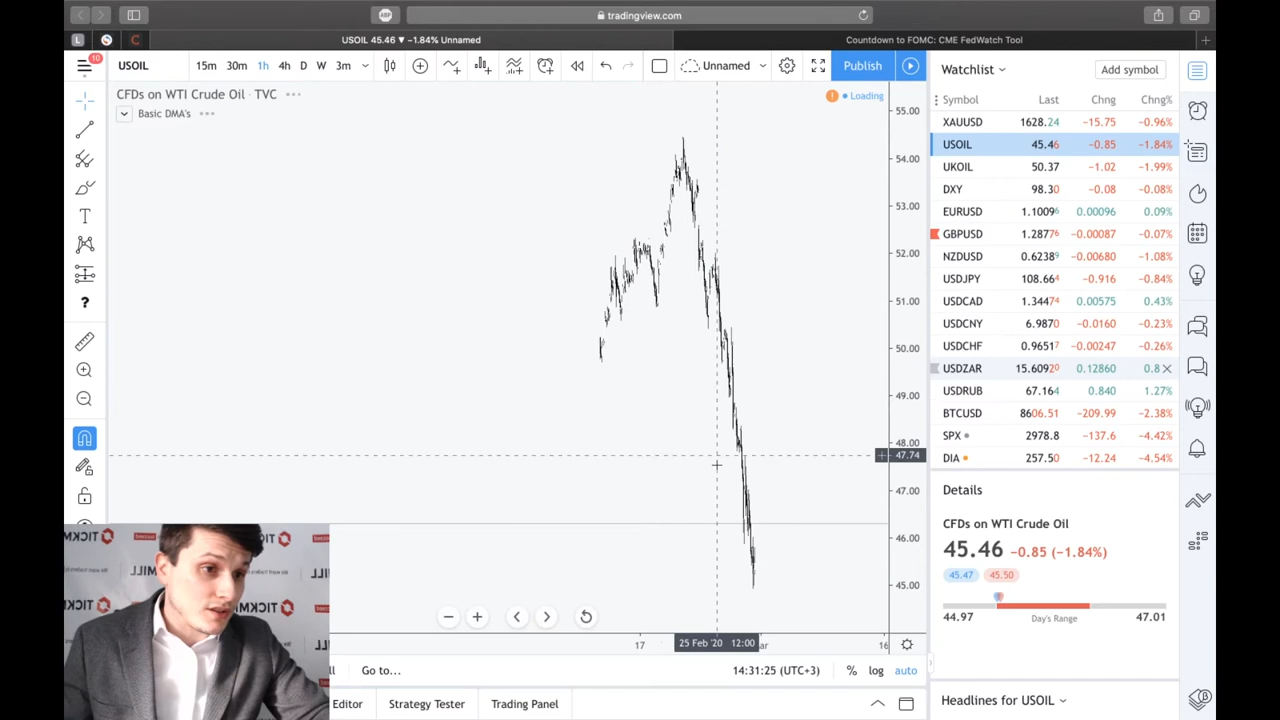 ABP
tradingview.com
L
C
USOIL 45.46 ▼ −1.84% Unnamed
Countdown to FOMC: CME FedWatch Tool
10
USOIL
15m 30m 1h 4h D W 3m
Unnamed
Publish
CFDs on WTI Crude Oil · TVC
Loading
Basic DMA's
55.00
54.00
53.00
52.00
51.00
50.00
49.00
48.00
47.74
47.00
46.00
45.00
17
25 Feb '20 12:00
ar
16
ll
Go to...
14:31:25 (UTC+3)
%
log
auto
Editor
Strategy Tester
Trading Panel
Watchlist
Add symbol
Symbol Last Chng Chng%
XAUUSD 1628.24 −15.75 −0.96%
USOIL 45.46 −0.85 −1.84%
UKOIL 50.37 −1.02 −1.99%
DXY 98.30 −0.08 −0.08%
EURUSD 1.10096 0.00096 0.09%
GBPUSD 1.28776 −0.00087 −0.07%
NZDUSD 0.62389 −0.00680 −1.08%
USDJPY 108.664 −0.916 −0.84%
USDCAD 1.34474 0.00575 0.43%
USDCNY 6.9870 −0.0160 −0.23%
USDCHF 0.96517 −0.00247 −0.26%
USDZAR 15.60920 0.12860 0.8
USDRUB 67.164 0.840 1.27%
BTCUSD 8606.51 −209.99 −2.38%
SPX 2978.8 −137.6 −4.42%
DIA 257.50 −12.24 −4.54%
Details
CFDs on WTI Crude Oil
45.46 −0.85 (−1.84%)
45.47 45.50
44.97
Day's Range
47.01
Headlines for USOIL
TICKMILL